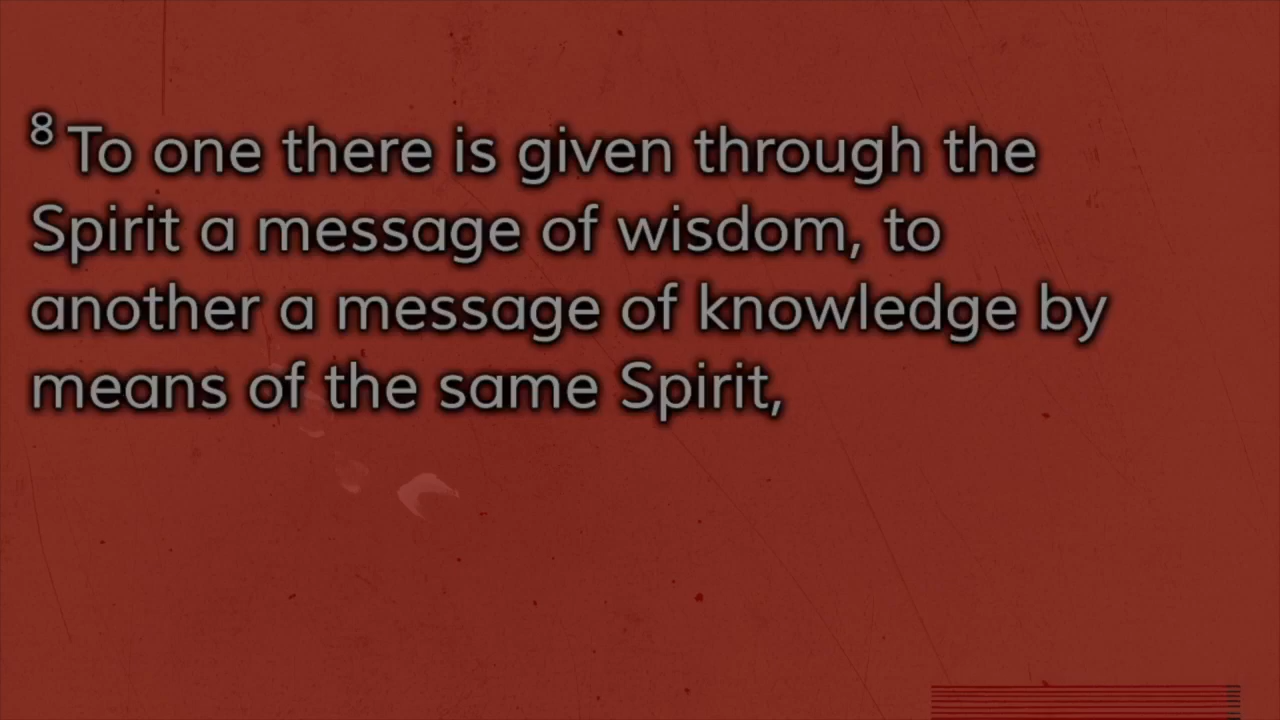 8 To one there is given through the
Spirit a message of wisdom, to
another a message of knowledge by
means of the same Spirit,